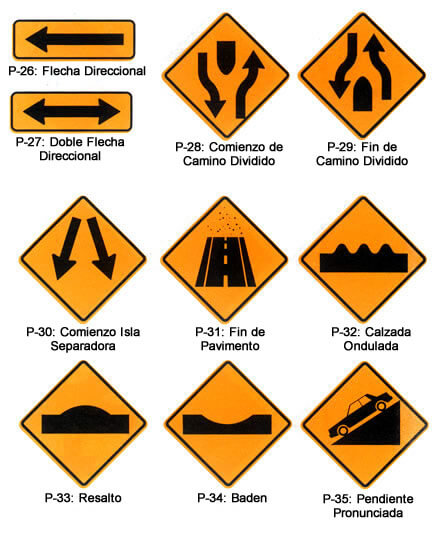 P-26: Flecha Direccional
P-27: Doble Flecha
Direccional
P-28: Comienzo de
Camino Dividido
P-29: Fin de
Camino Dividido
P-30: Comienzo Isla
Separadora
P-31: Fin de
Pavimento
P-32: Calzada
Ondulada
P-33: Resalto
P-34: Baden
P-35: Pendiente
Pronunciada